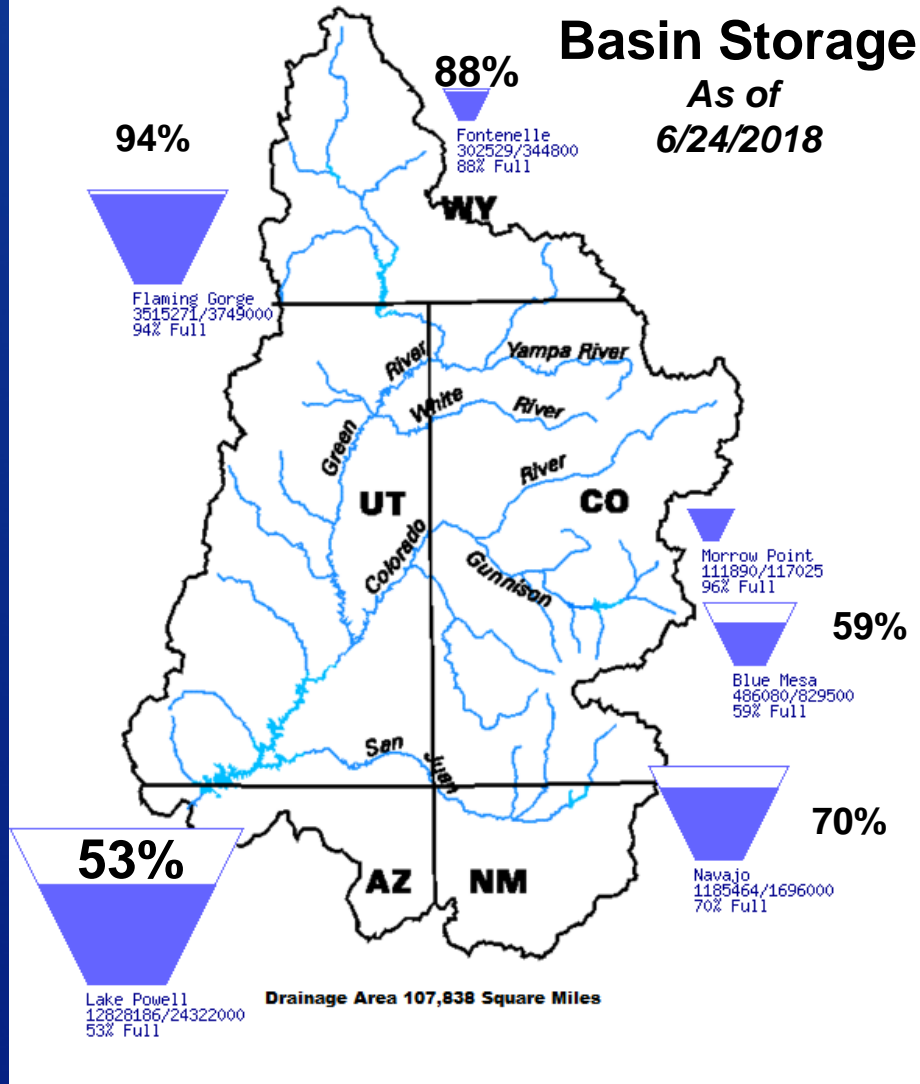 Basin Storage
As of
6/24/2018
88%
Fontenelle
302529/344800
88% Full
94%
Flaming Gorge
3515271/3749000
94% Full
WY
River
Yampa River
White
River
Green
River
UT
CO
Colorado
Gunnison
Morrow Point
111890/117025
96% Full
59%
Blue Mesa
486080/829500
59% Full
San
Juan
70%
Navajo
1185464/1696000
70% Full
53%
AZ
NM
Lake Powell
12828186/24322000
53% Full
Drainage Area 107,838 Square Miles